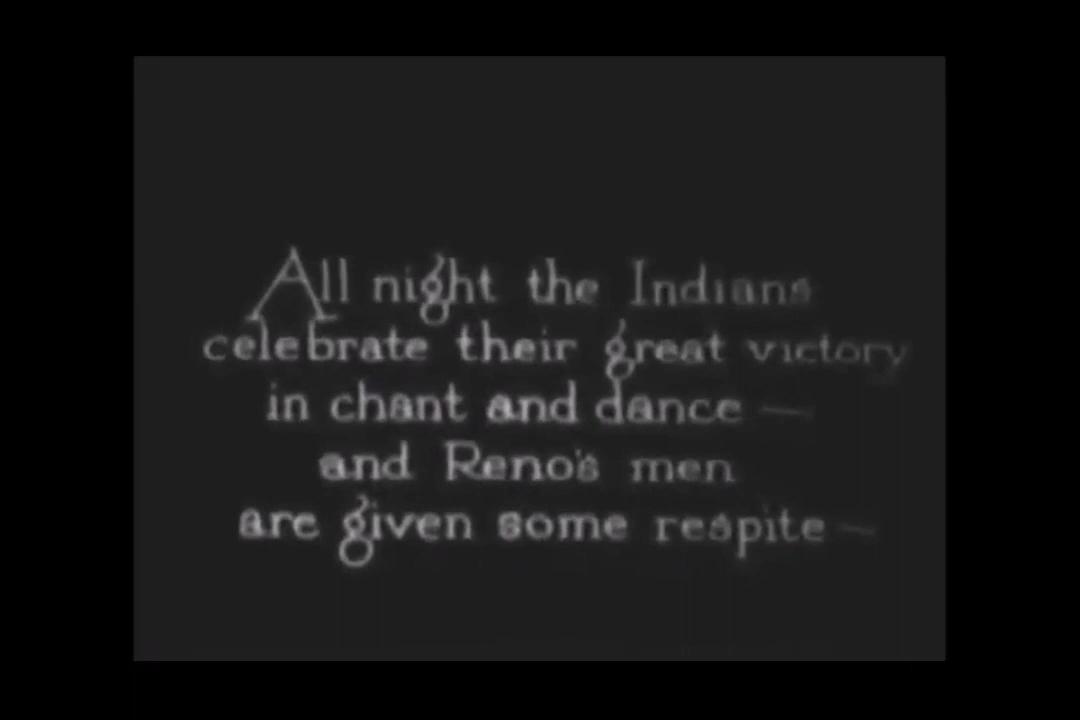 All night the Indians
celebrate their great victory
in chant and dance —
and Reno's men
are given some respite —